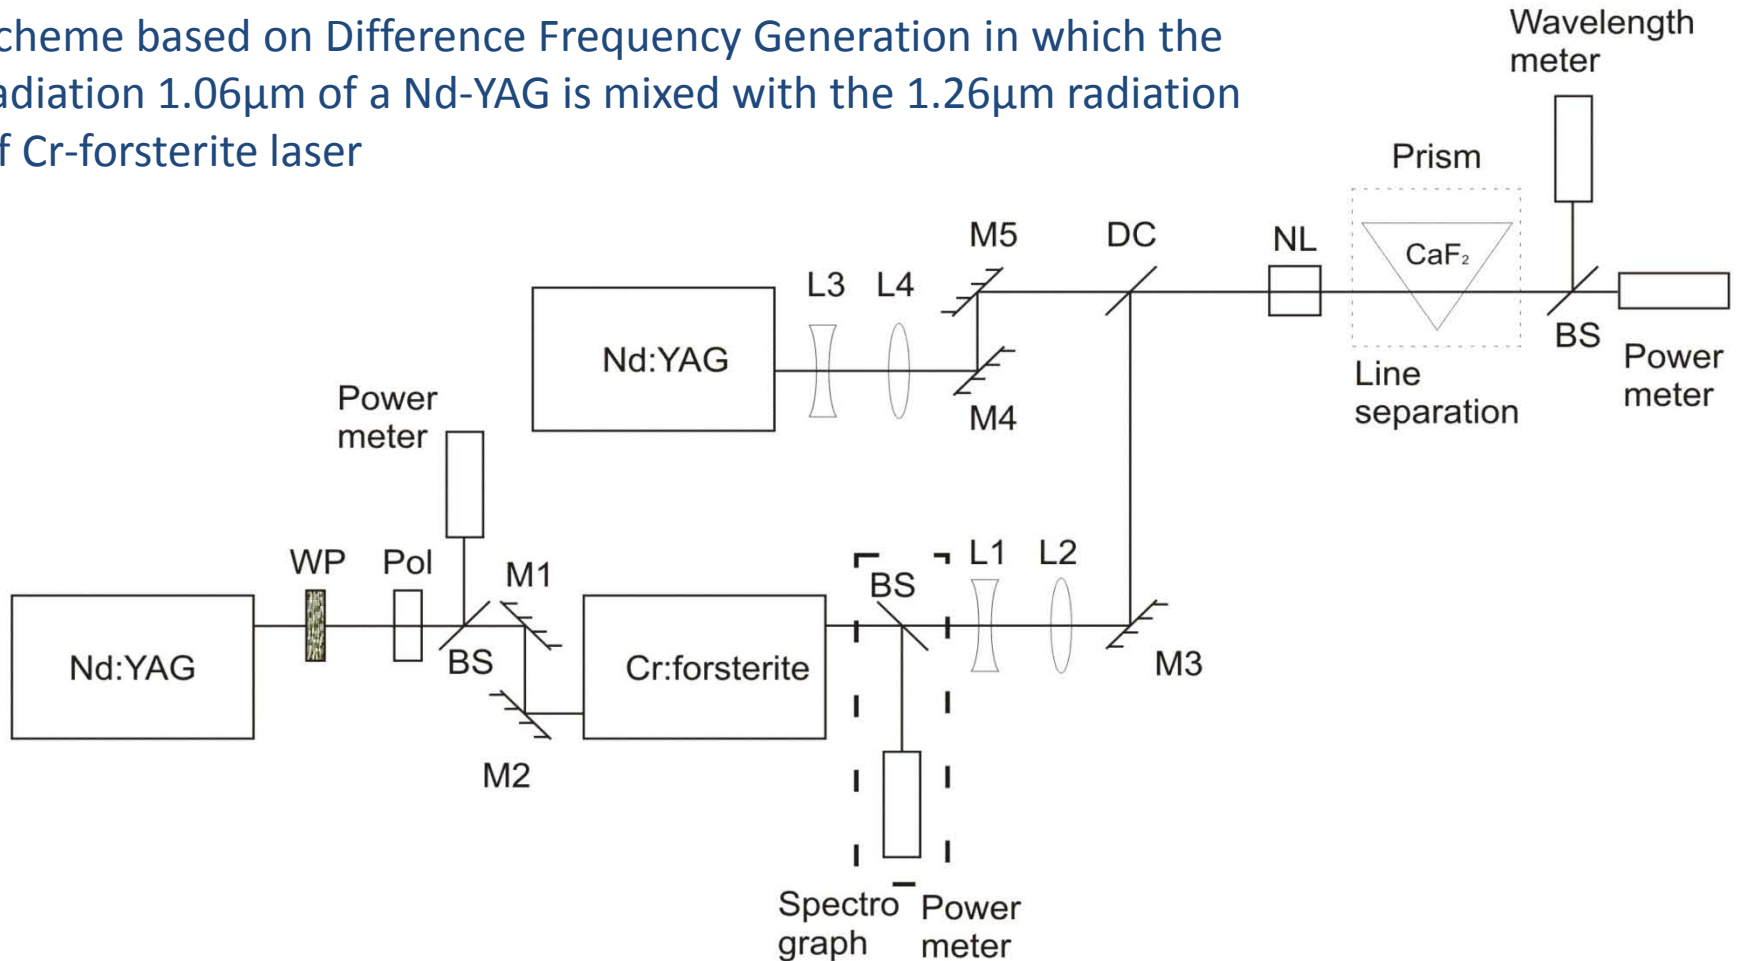 cheme based on Difference Frequency Generation in which the
adiation 1.06µm of a Nd-YAG is mixed with the 1.26µm radiation
f Cr-forsterite laser
Wavelength
meter
Prism
CaF₂
M5
DC
NL
L3
L4
Nd:YAG
M4
Line
separation
BS
Power
meter
Power
meter
WP
Pol
M1
BS
L1
L2
Nd:YAG
BS
Cr:forsterite
M3
M2
Spectro
graph
Power
meter